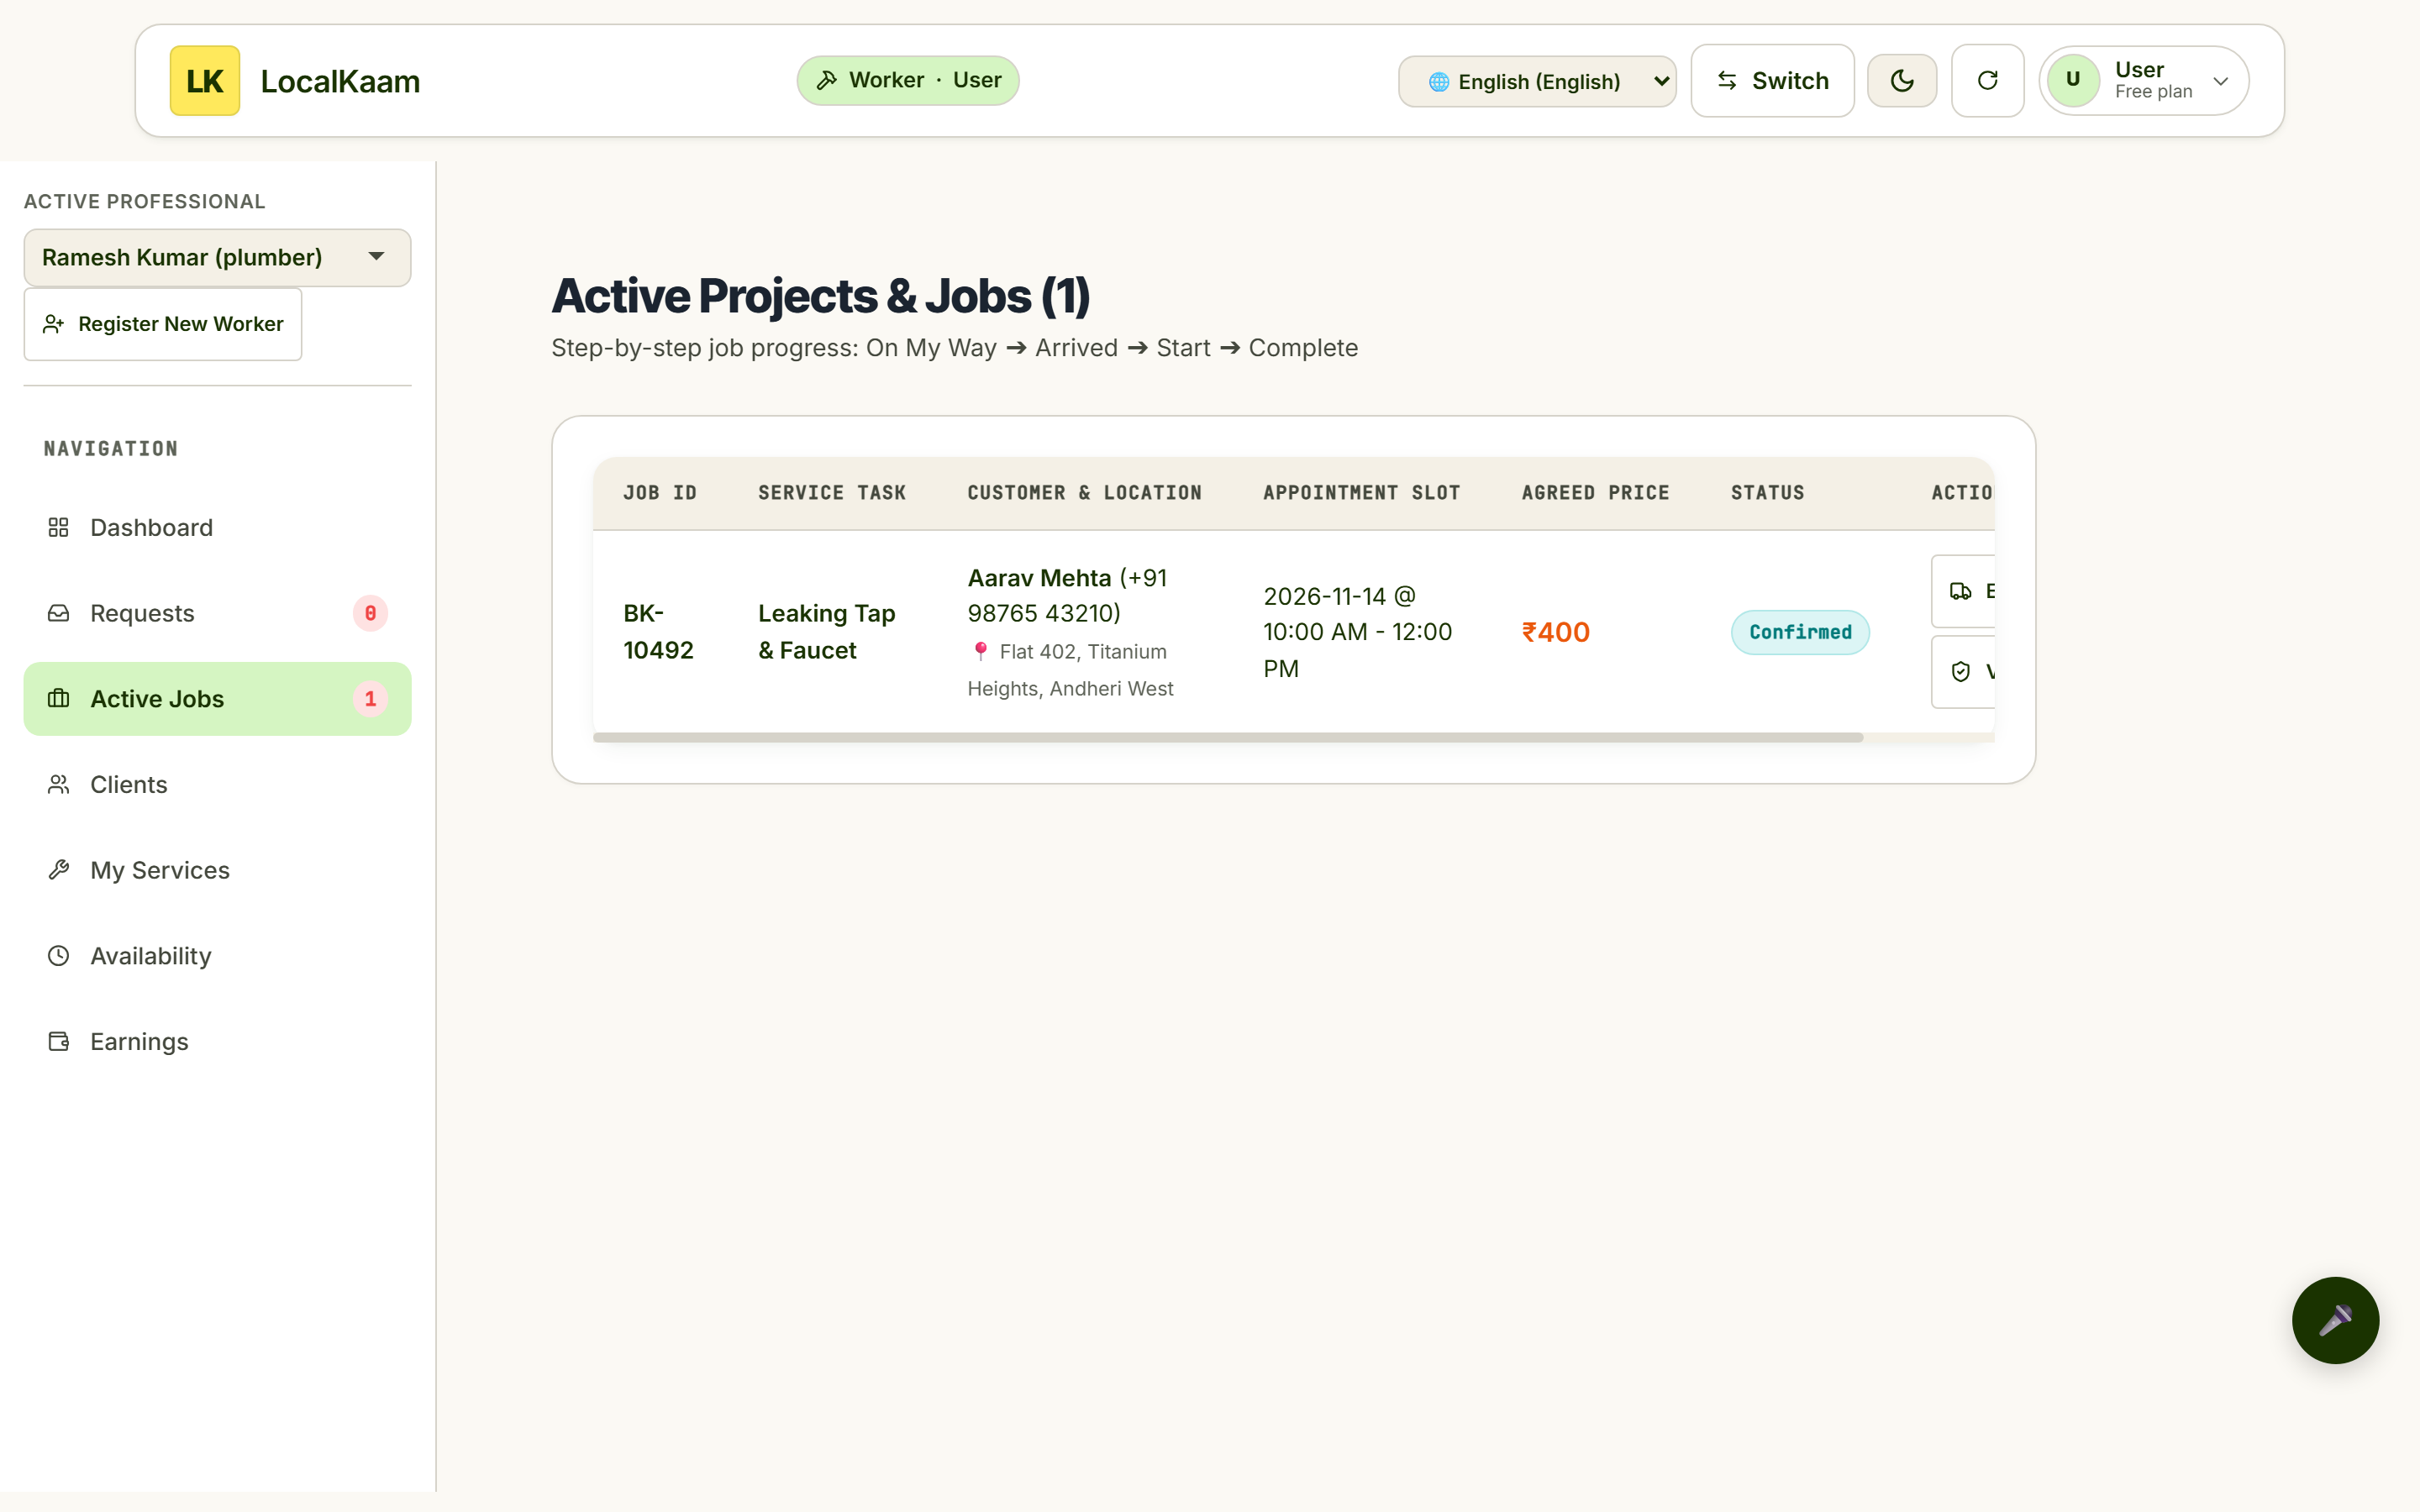 LK LocalKaam
Worker · User
English (English)
Switch
U
User
Free plan
ACTIVE PROFESSIONAL
Ramesh Kumar (plumber)
Register New Worker
NAVIGATION
Dashboard
Requests 0
Active Jobs 1
Clients
My Services
Availability
Earnings
Active Projects & Jobs (1)
Step-by-step job progress: On My Way → Arrived → Start → Complete
JOB ID SERVICE TASK CUSTOMER & LOCATION APPOINTMENT SLOT AGREED PRICE STATUS ACTIO
BK-
10492
Leaking Tap
& Faucet
Aarav Mehta (+91
98765 43210)
📍 Flat 402, Titanium
Heights, Andheri West
2026-11-14 @
10:00 AM - 12:00
PM
₹400
Confirmed